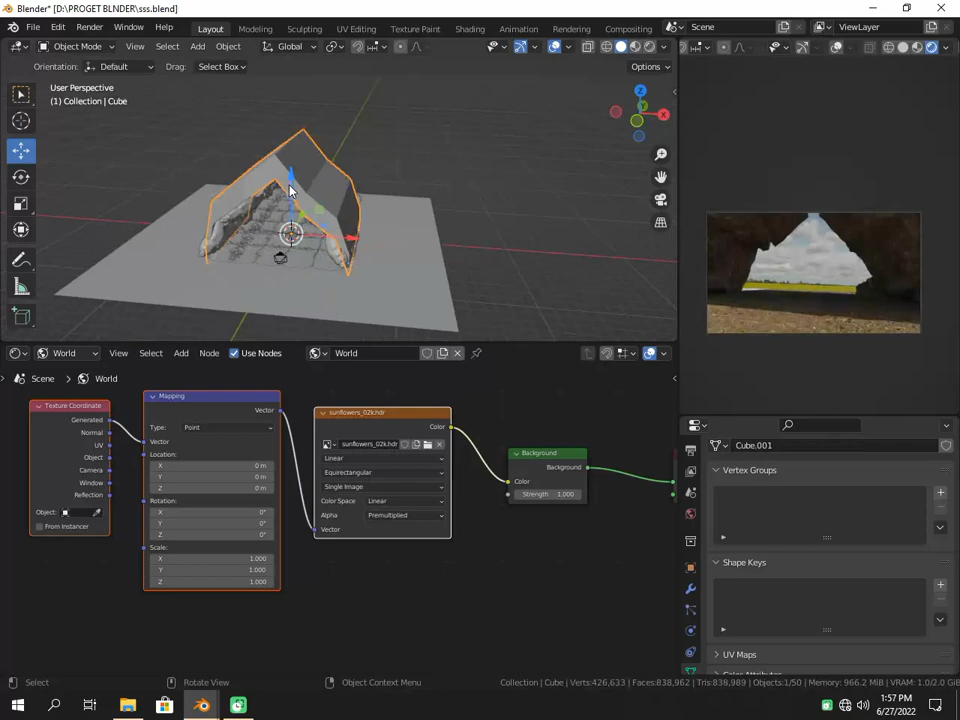 Blender* [D:\PROGET BLNDER\sss.blend]
File Edit Render Window Help Layout Modeling Sculpting UV Editing Texture Paint Shading Animation Rendering Compositing Scene ViewLayer
Object Mode View Select Add Object Global
Orientation: Default Drag: Select Box Options
User Perspective
(1) Collection | Cube
Z
Y
X
World View Select Add Node Use Nodes World
Scene World
Texture Coordinate
Generated
Normal
UV
Object
Camera
Window
Reflection
Object:
From Instancer
Mapping
Vector
Type: Point
Vector
Location:
X 0 m
Y 0 m
Z 0 m
Rotation:
X 0°
Y 0°
Z 0°
Scale:
X 1.000
Y 1.000
Z 1.000
sunflowers_02k.hdr
Color
sunflowers_02k.hdr
Linear
Equirectangular
Single Image
Color Space Linear
Alpha Premultiplied
Vector
Background
Background
Color
Strength 1.000
Cube.001
Vertex Groups
Shape Keys
UV Maps
Select Rotate View Object Context Menu Collection | Cube | Verts:426,633 | Faces:838,962 | Tris:838,989 | Objects:1/50 | Memory: 966.2 MiB | VRAM: 1.0/2.0 Gi
1:57 PM
6/27/2022